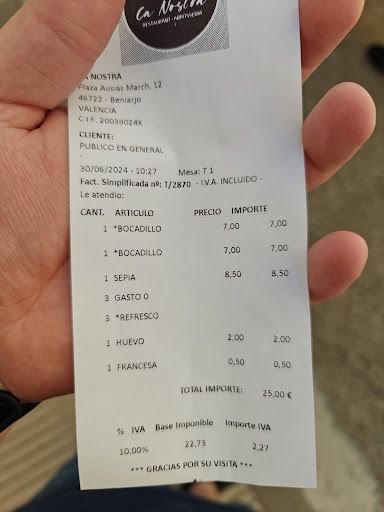 Ca Nostra
RESTAURANT - ARROCERIA
CA NOSTRA
Plaza Ausias March, 12
46722 - Beniarjo
VALENCIA
C.I.F. 20039024K
CLIENTE:
PUBLICO EN GENERAL
30/06/2024 - 10:27 Mesa: T 1
Fact. Simplificada nº: T/2870 - I.V.A. INCLUIDO -
Le atendio:
CANT. ARTICULO PRECIO IMPORTE
1 *BOCADILLO 7,00 7,00
1 *BOCADILLO 7,00 7,00
1 SEPIA 8,50 8,50
3 GASTO 0
3 *REFRESCO
1 HUEVO 2,00 2,00
1 FRANCESA 0,50 0,50
TOTAL IMPORTE: 25,00 €
% IVA Base Imponible Importe IVA
10,00% 22,73 2,27
*** GRACIAS POR SU VISITA ***